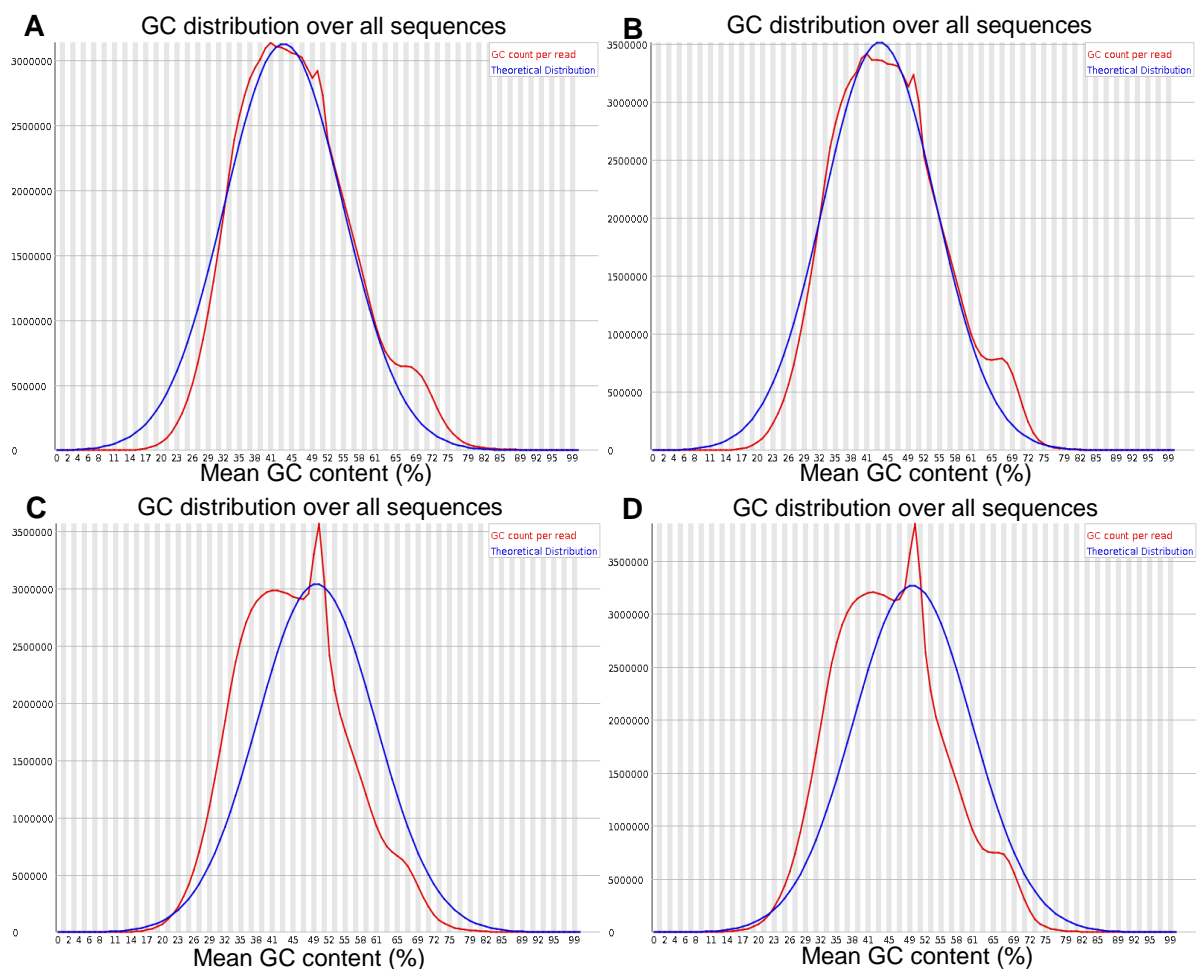 A
GC distribution over all sequences
GC count per read
Theoretical Distribution
3000000
2500000
2000000
1500000
1000000
500000
0
0 2 4 6 8 11 14 17 20 23 26 29 32 35 38 41 45 49 52 55 58 61 65 69 72 75 79 82 85 89 92 95 99
Mean GC content (%)
B
GC distribution over all sequences
GC count per read
Theoretical Distribution
3500000
3000000
2500000
2000000
1500000
1000000
500000
0
0 2 4 6 8 11 14 17 20 23 26 29 32 35 38 41 45 49 52 55 58 61 65 69 72 75 79 82 85 89 92 95 99
Mean GC content (%)
C
GC distribution over all sequences
GC count per read
Theoretical Distribution
3500000
3000000
2500000
2000000
1500000
1000000
500000
0
0 2 4 6 8 11 14 17 20 23 26 29 32 35 38 41 45 49 52 55 58 61 65 69 72 75 79 82 85 89 92 95 99
Mean GC content (%)
D
GC distribution over all sequences
GC count per read
Theoretical Distribution
3500000
3000000
2500000
2000000
1500000
1000000
500000
0
0 2 4 6 8 11 14 17 20 23 26 29 32 35 38 41 45 49 52 55 58 61 65 69 72 75 79 82 85 89 92 95 99
Mean GC content (%)